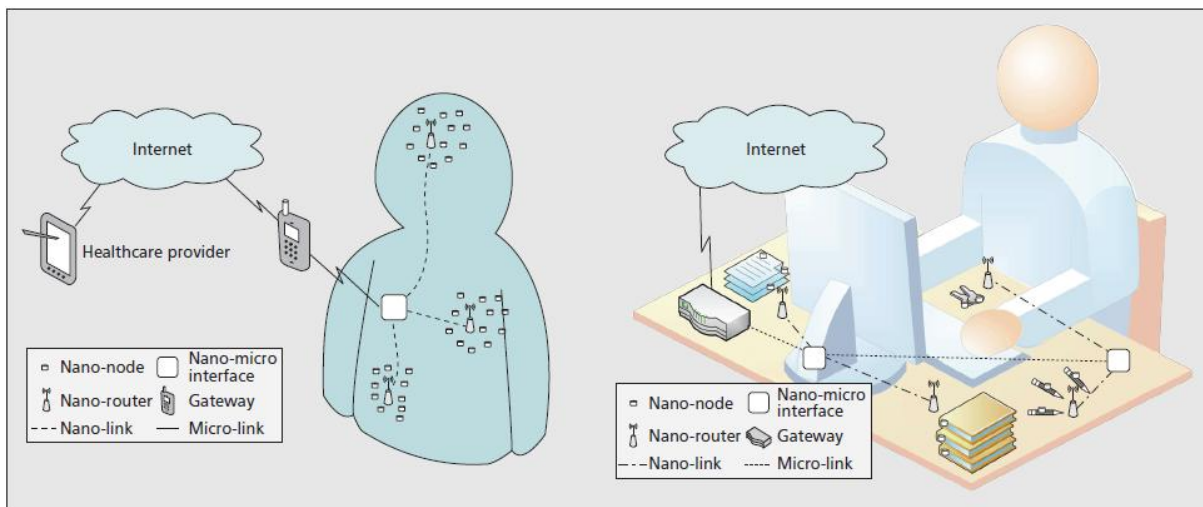 Internet
Healthcare provider
Nano-node
Nano-micro
interface
Nano-router
Gateway
Nano-link
Micro-link
Internet
Nano-node
Nano-micro
interface
Nano-router
Gateway
Nano-link
Micro-link